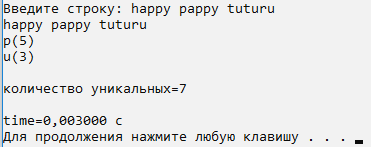 Введите строку: happy pappy tuturu
happy pappy tuturu
p(5)
u(3)
количество уникальных=7
time=0,003000 с
Для продолжения нажмите любую клавишу . . .